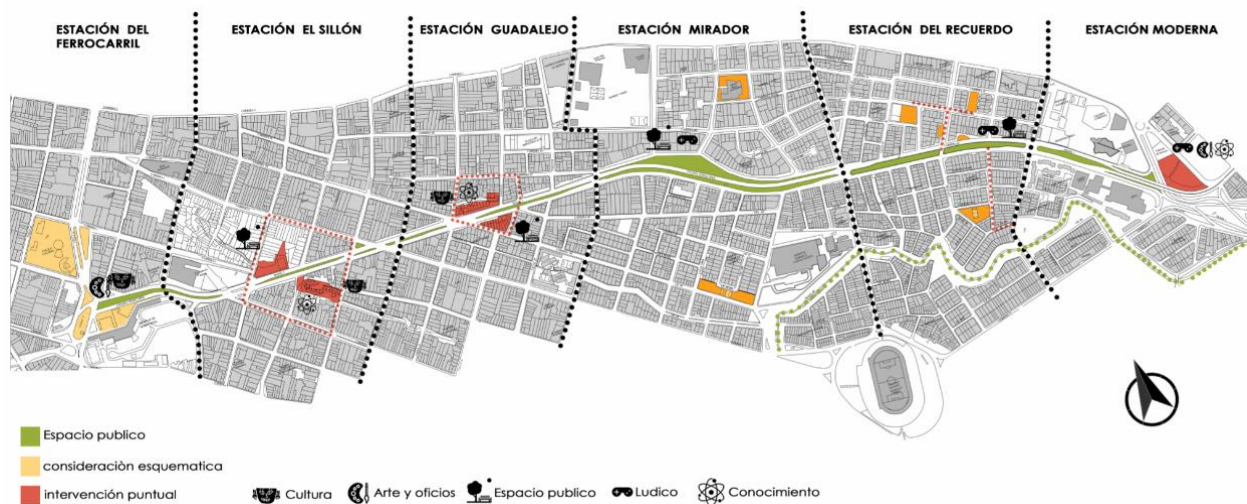 ESTACIÓN DEL
FERROCARRIL
ESTACIÓN EL SILLÓN
ESTACIÓN GUADALEJO
ESTACIÓN MIRADOR
ESTACIÓN DEL RECUERDO
ESTACIÓN MODERNA
Espacio publico
consideraciòn esquematica
intervención puntual
Cultura
Arte y oficios
Espacio publico
Ludico
Conocimiento